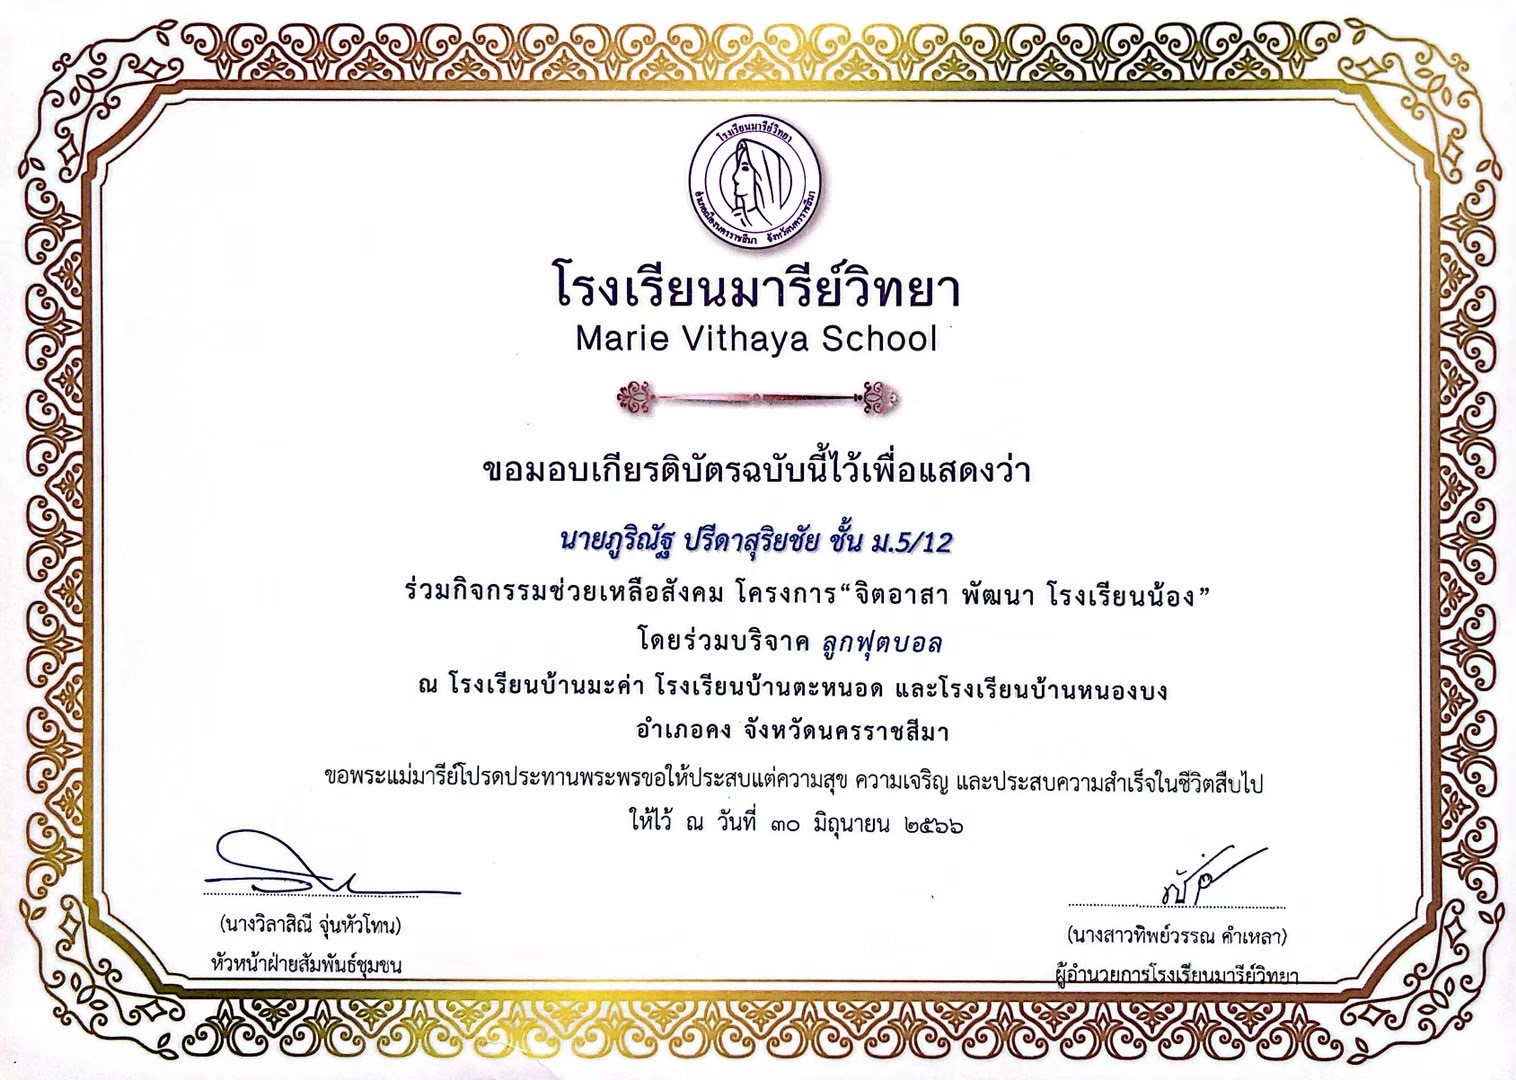 โรงเรียนมารีย์วิทยา
อำเภอเมืองนครราชสีมา จังหวัดนครราชสีมา
โรงเรียนมารีย์วิทยา
Marie Vithaya School
ขอมอบเกียรติบัตรฉบับนี้ไว้เพื่อแสดงว่า
นายภูริณัฐ ปรีดาสุริยชัย ชั้น ม.5/12
ร่วมกิจกรรมช่วยเหลือสังคม โครงการ“จิตอาสา พัฒนา โรงเรียนน้อง”
โดยร่วมบริจาค ลูกฟุตบอล
ณ โรงเรียนบ้านมะค่า โรงเรียนบ้านตะหนอด และโรงเรียนบ้านหนองบง
อำเภอคง จังหวัดนครราชสีมา
ขอพระแม่มารีย์โปรดประทานพระพรขอให้ประสบแต่ความสุข ความเจริญ และประสบความสำเร็จในชีวิตสืบไป
ให้ไว้ ณ วันที่ ๓๐ มิถุนายน ๒๕๖๖
(นางวิลาสิณี จุ่นหัวโทน)
หัวหน้าฝ่ายสัมพันธ์ชุมชน
(นางสาวทิพย์วรรณ คำเหลา)
ผู้อำนวยการโรงเรียนมารีย์วิทยา